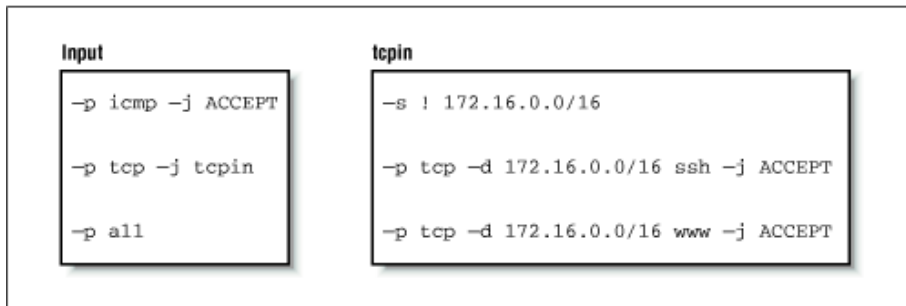 Input
–p icmp –j ACCEPT
–p tcp –j tcpin
–p all
tcpin
–s ! 172.16.0.0/16
–p tcp –d 172.16.0.0/16 ssh –j ACCEPT
–p tcp –d 172.16.0.0/16 www –j ACCEPT